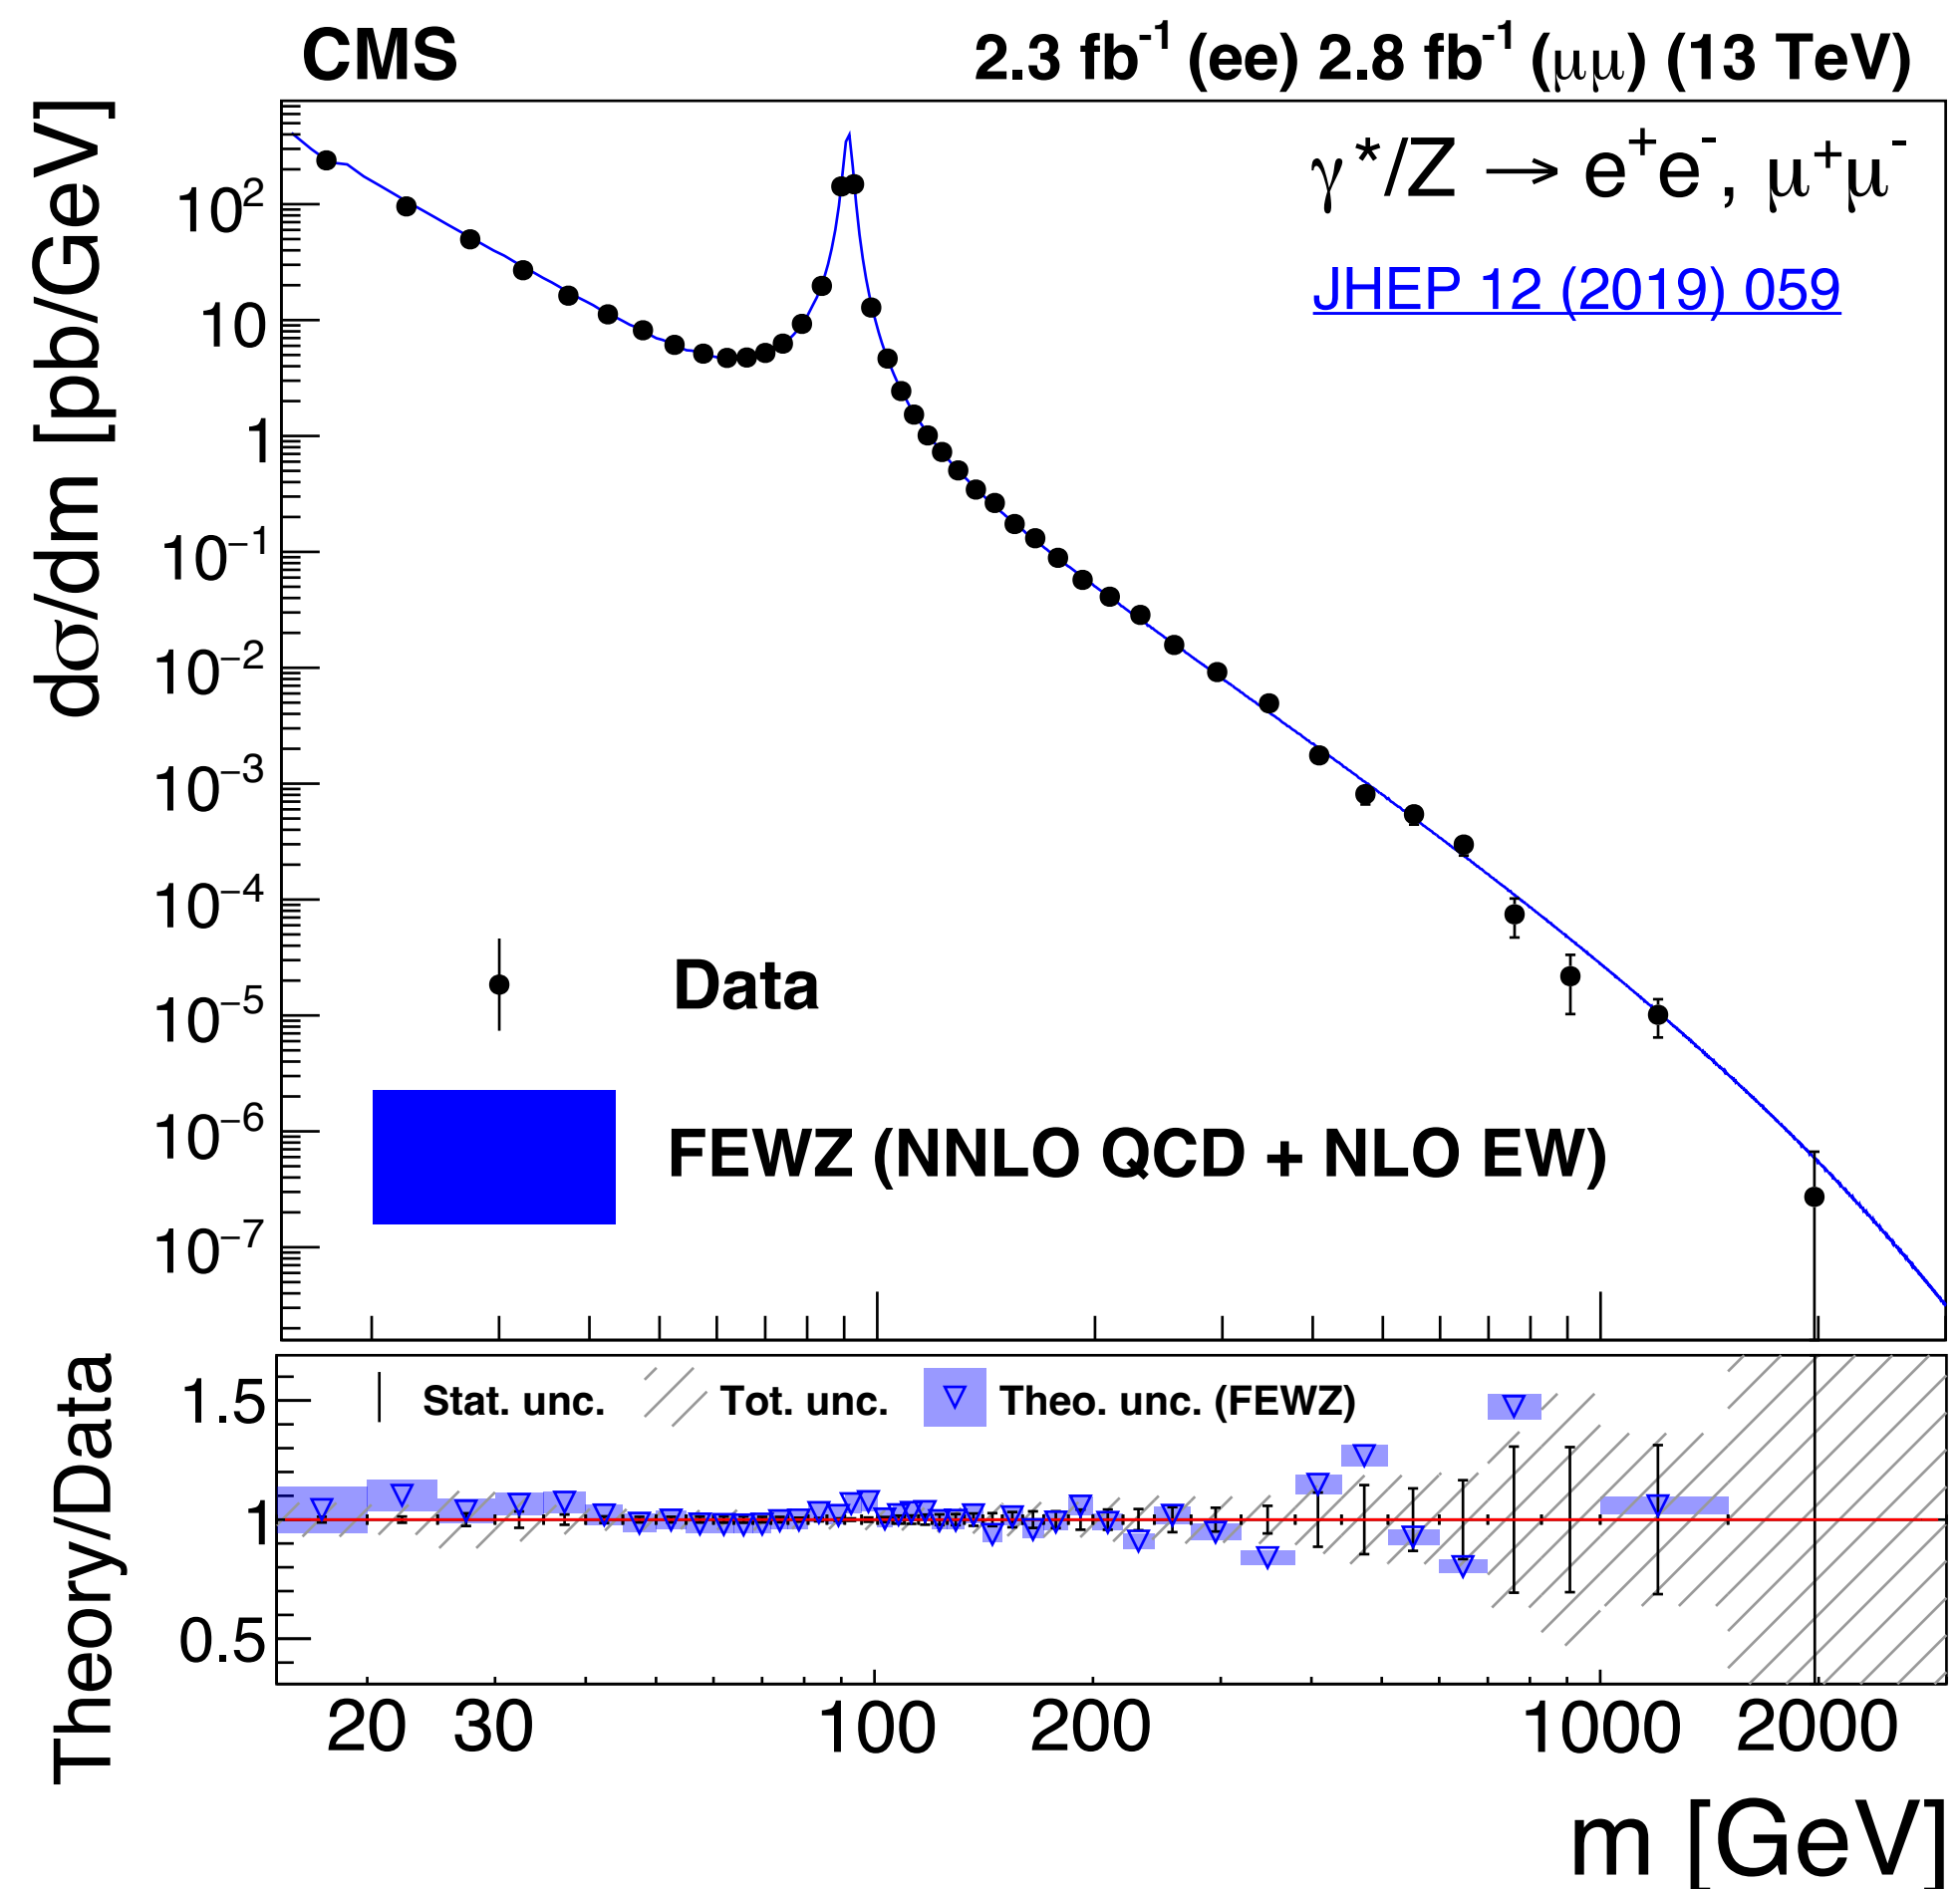 CMS 2.3 fb⁻¹ (ee) 2.8 fb⁻¹ (μμ) (13 TeV)
dσ/dm [pb/GeV]
γ*/Z → e⁺e⁻, μ⁺μ⁻
JHEP 12 (2019) 059
10²
10
1
10⁻¹
10⁻²
10⁻³
10⁻⁴
10⁻⁵
10⁻⁶
10⁻⁷
Data
FEWZ (NNLO QCD + NLO EW)
Theory/Data
1.5
1
0.5
Stat. unc. Tot. unc. Theo. unc. (FEWZ)
20 30 100 200 1000 2000
m [GeV]